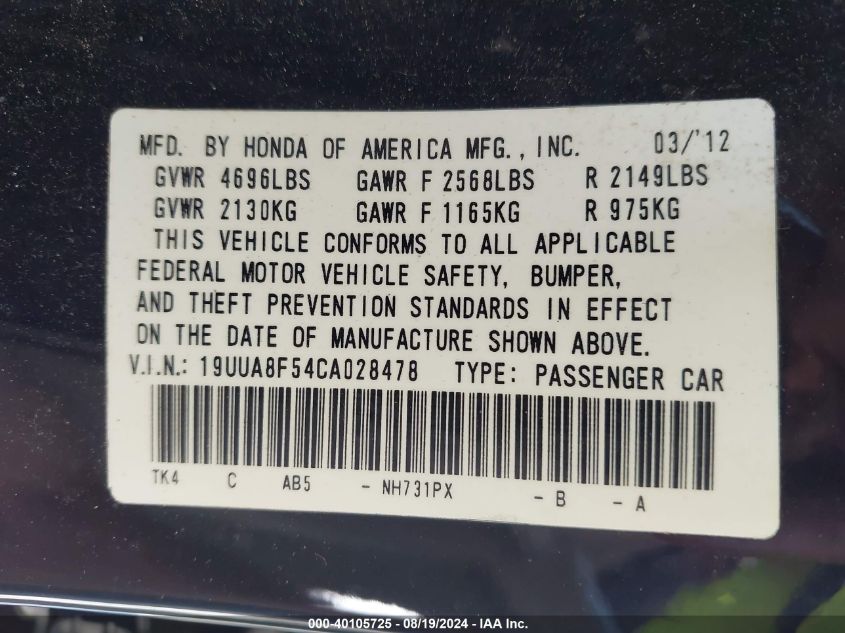 MFD. BY HONDA OF AMERICA MFG., INC. 03/'12
GVWR 4696LBS GAWR F 2568LBS R 2149LBS
GVWR 2130KG GAWR F 1165KG R 975KG
THIS VEHICLE CONFORMS TO ALL APPLICABLE
FEDERAL MOTOR VEHICLE SAFETY, BUMPER,
AND THEFT PREVENTION STANDARDS IN EFFECT
ON THE DATE OF MANUFACTURE SHOWN ABOVE.
V.I.N.: 19UUA8F54CA028478 TYPE: PASSENGER CAR
TK4 C AB5 - NH731PX - B - A
000-40105725 - 08/19/2024 - IAA Inc.